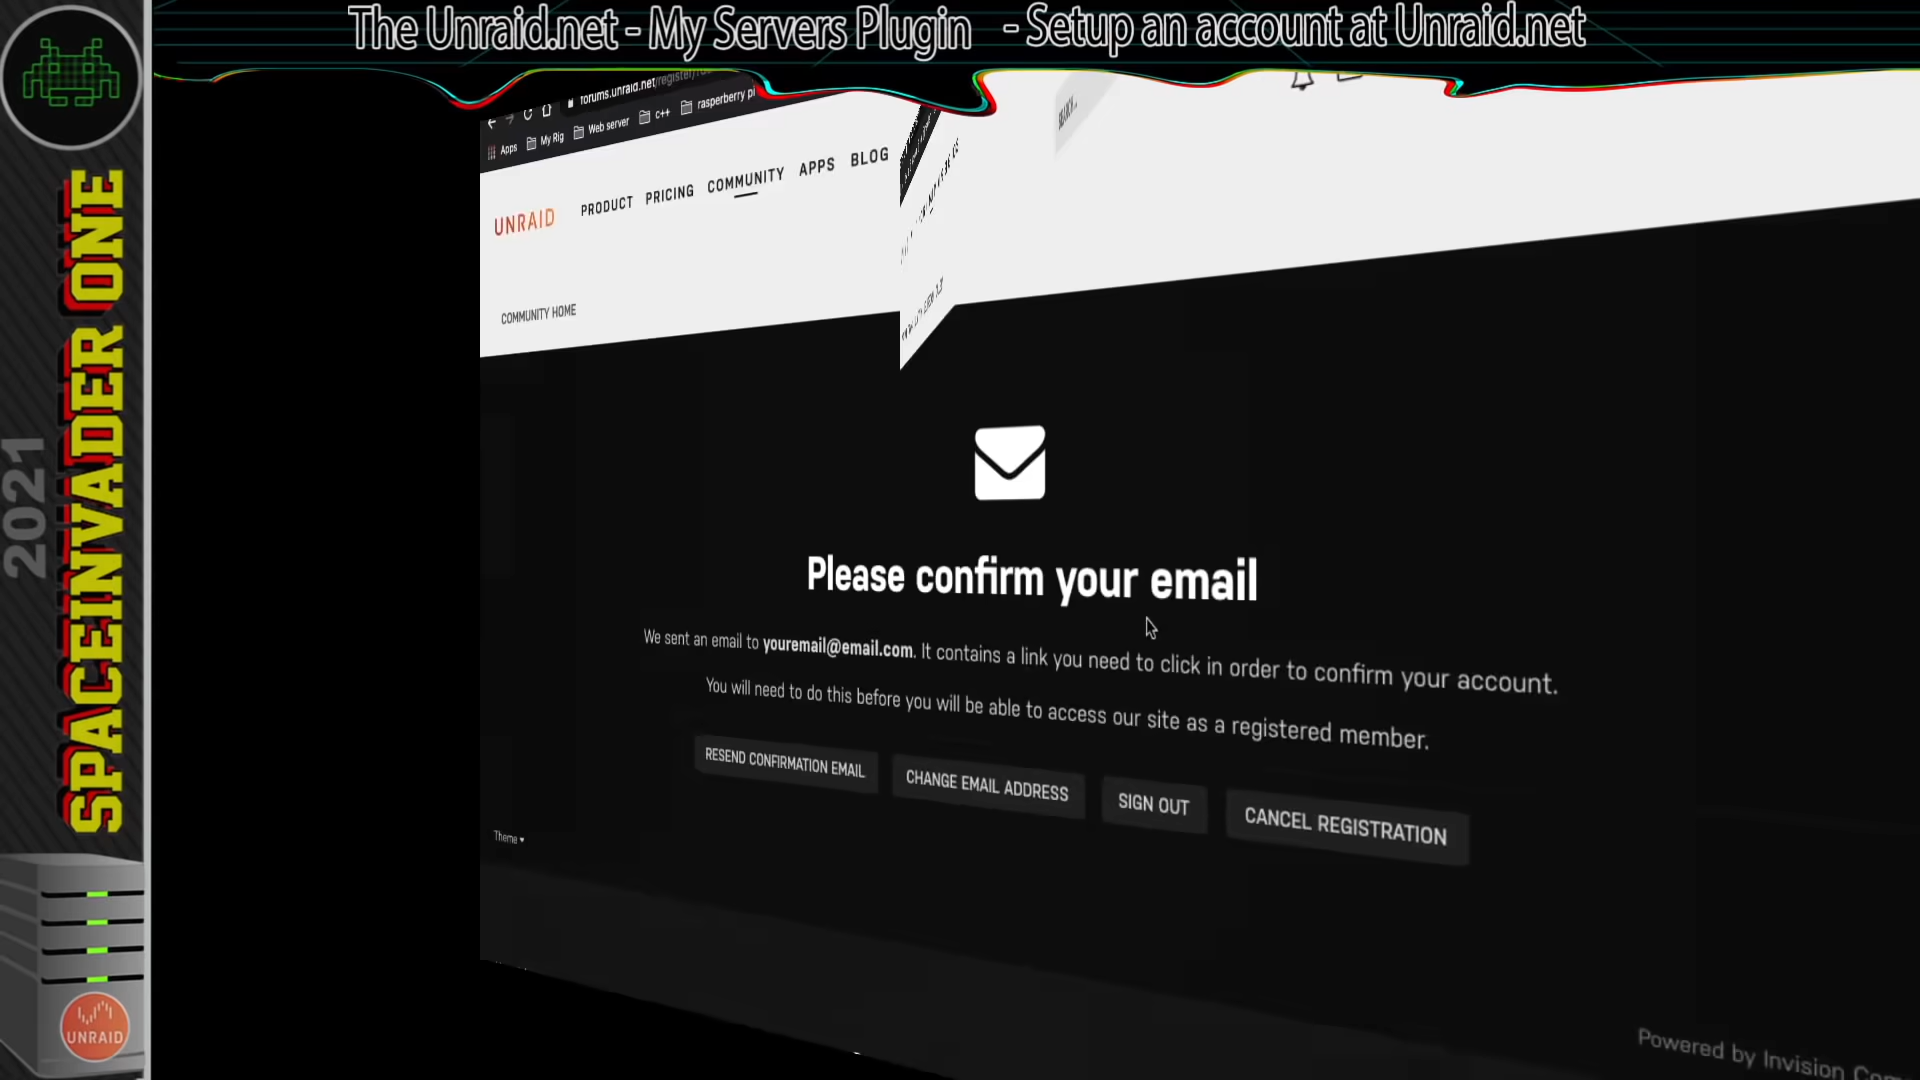 The Unraid.net - My Servers Plugin - Setup an account at Unraid.net
2021
SPACEINVADER ONE
UNRAID
forums.unraid.net/register/
Apps My Rig Web server c++ rasperberry pi
UNRAID PRODUCT PRICING COMMUNITY APPS BLOG
COMMUNITY HOME
Please confirm your email
We sent an email to youremail@email.com. It contains a link you need to click in order to confirm your account.
You will need to do this before you will be able to access our site as a registered member.
RESEND CONFIRMATION EMAIL CHANGE EMAIL ADDRESS SIGN OUT CANCEL REGISTRATION
Theme
Powered by Invision Com